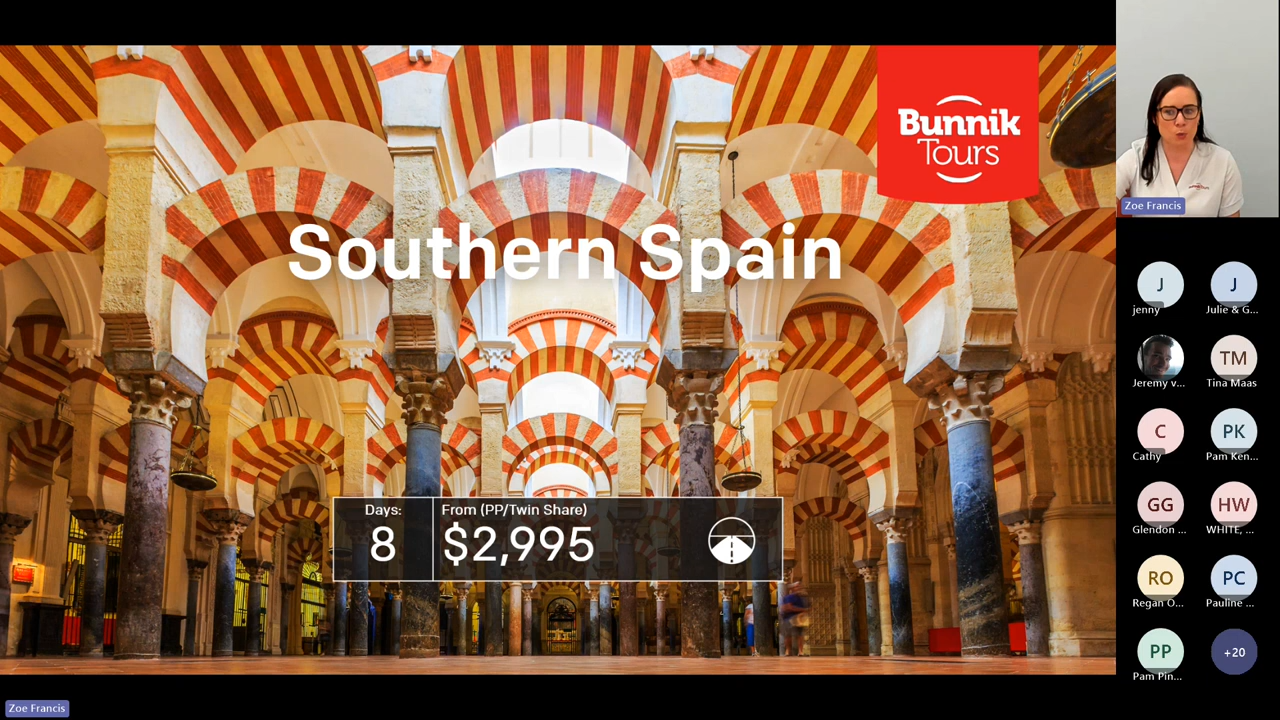 Bunnik
Tours
Southern Spain
Days:
8
From (PP/Twin Share)
$2,995
Zoe Francis
J
jenny
J
Julie & G...
Jeremy v...
TM
Tina Maas
C
Cathy
PK
Pam Ken...
GG
Glendon ...
HW
WHITE, ...
RO
Regan O...
PC
Pauline ...
PP
Pam Pin...
+20
Zoe Francis